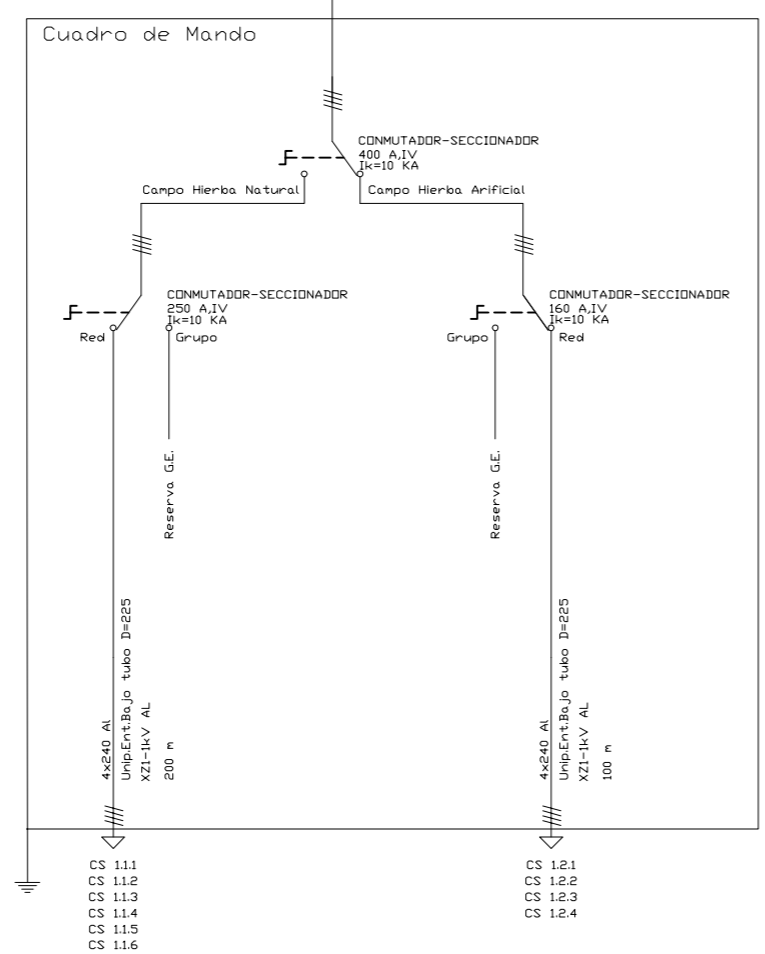 Cuadro de Mando
CONMUTADOR-SECCIONADOR
400 A,IV
Ik=10 KA
Campo Hierba Natural
Campo Hierba Arificial
CONMUTADOR-SECCIONADOR
250 A,IV
Ik=10 KA
Red
Grupo
CONMUTADOR-SECCIONADOR
160 A,IV
Ik=10 KA
Grupo
Red
Reserva G.E.
Reserva G.E.
4x240 Al
Unip.Ent.Bajo tubo D=225
XZ1-1kV AL
200 m
4x240 Al
Unip.Ent.Bajo tubo D=225
XZ1-1kV AL
100 m
CS 1.1.1
CS 1.1.2
CS 1.1.3
CS 1.1.4
CS 1.1.5
CS 1.1.6
CS 1.2.1
CS 1.2.2
CS 1.2.3
CS 1.2.4